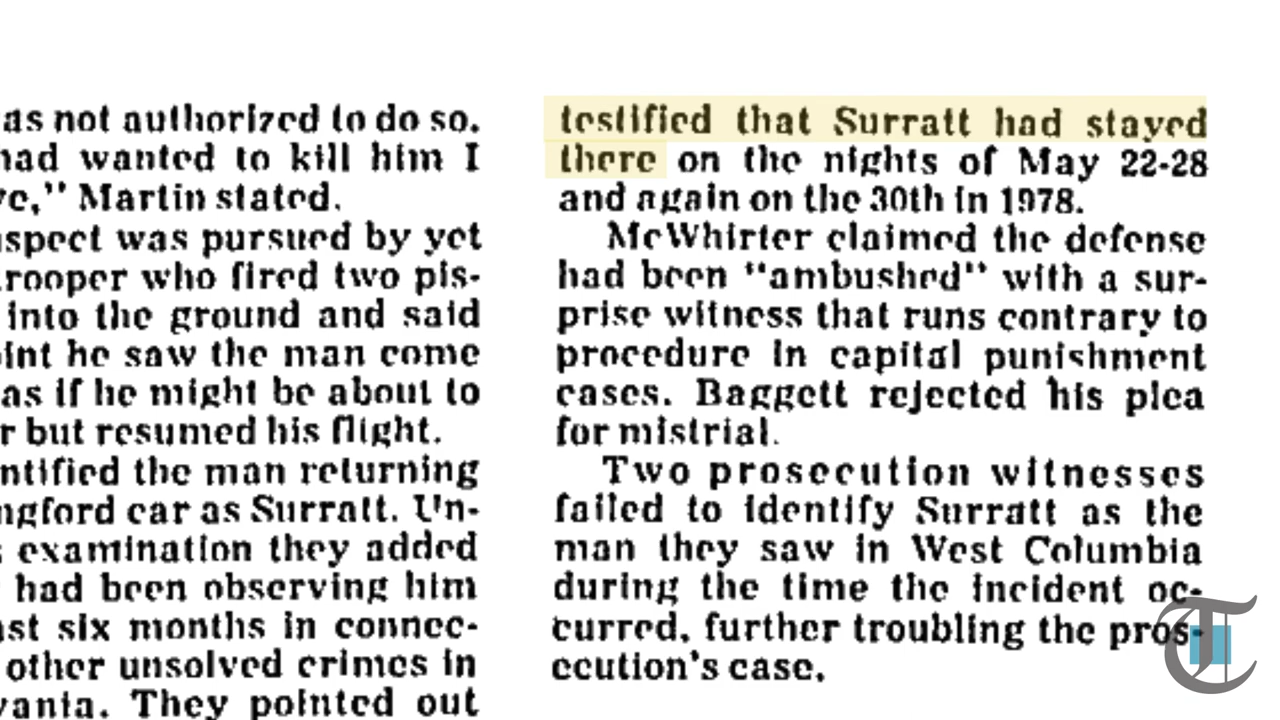 as not authorized to do so.
had wanted to kill him I
ve," Martin stated.
spect was pursued by yet
rooper who fired two pis-
into the ground and said
int he saw the man come
as if he might be about to
r but resumed his flight.
ntified the man returning
ngford car as Surratt. Un-
examination they added
had been observing him
st six months in connec-
other unsolved crimes in
vania. They pointed out
testified that Surratt had stayed
there on the nights of May 22-28
and again on the 30th in 1978.
McWhirter claimed the defense
had been "ambushed" with a sur-
prise witness that runs contrary to
procedure in capital punishment
cases. Baggett rejected his plea
for mistrial.
Two prosecution witnesses
failed to identify Surratt as the
man they saw in West Columbia
during the time the incident oc-
curred, further troubling the pros-
ecution's case.
T